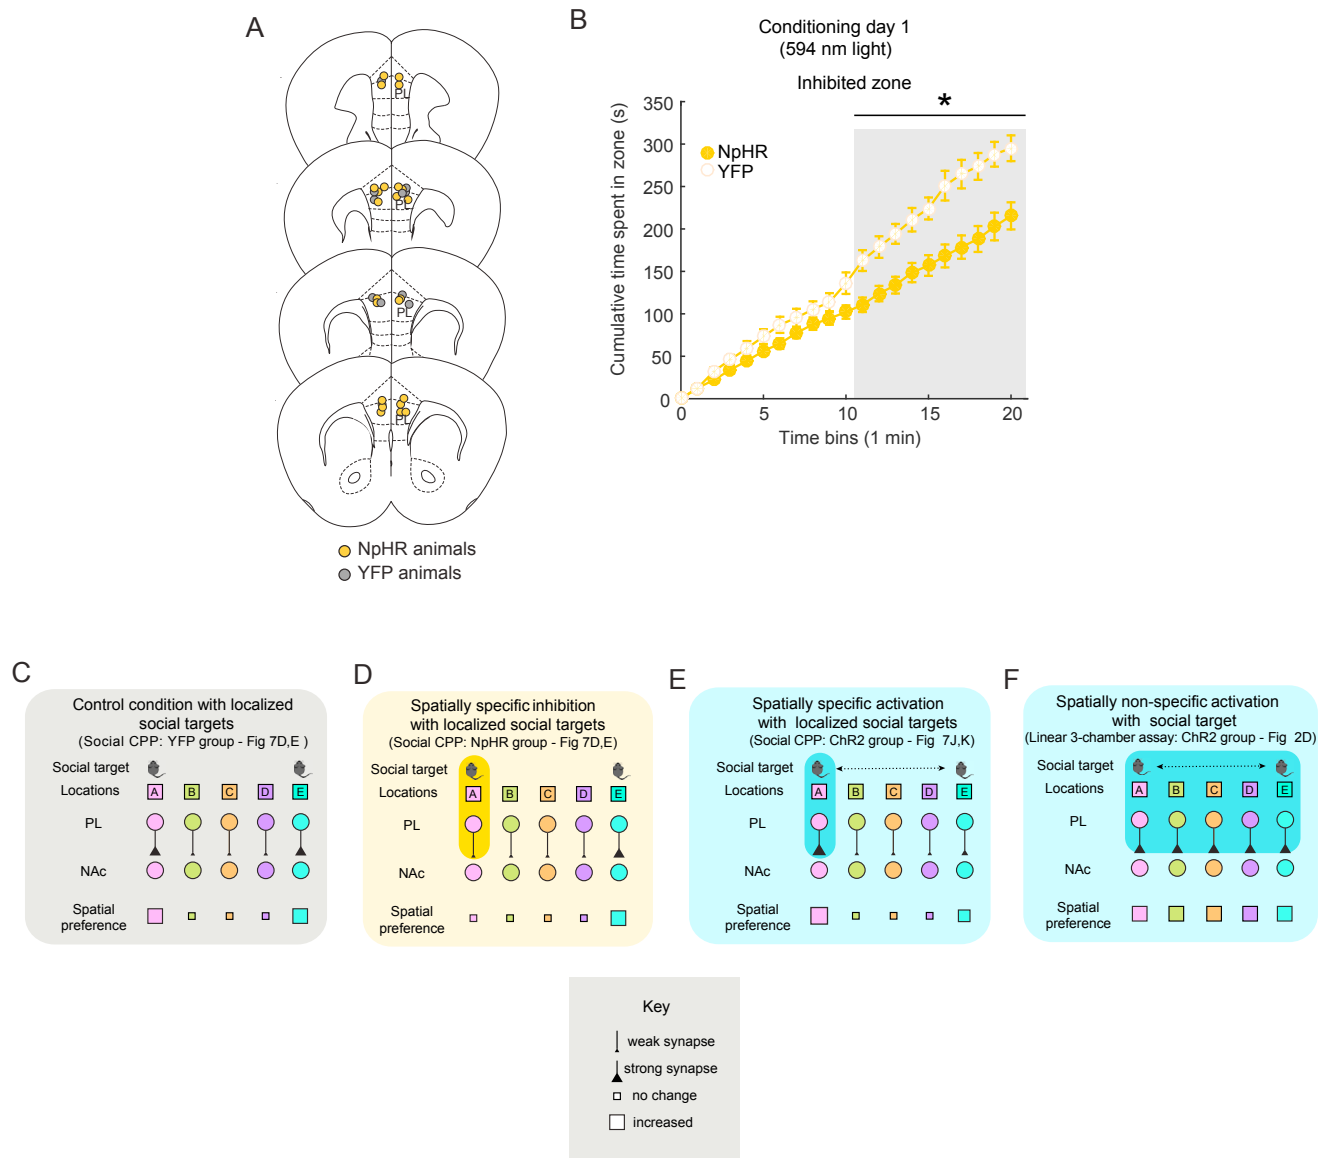 A
PL
PL
PL
PL
NpHR animals
YFP animals
B
Conditioning day 1
(594 nm light)
Inhibited zone
*
Cumulative time spent in zone (s)
350
300
250
200
150
100
50
0
NpHR
YFP
0 5 10 15 20
Time bins (1 min)
C
Control condition with localized
social targets
(Social CPP: YFP group - Fig 7D,E )
Social target
Locations A B C D E
PL
NAc
Spatial
preference
D
Spatially specific inhibition
with localized social targets
(Social CPP: NpHR group - Fig 7D,E)
Social target
Locations A B C D E
PL
NAc
Spatial
preference
E
Spatially specific activation
with localized social targets
(Social CPP: ChR2 group - Fig 7J,K)
Social target
Locations A B C D E
PL
NAc
Spatial
preference
F
Spatially non-specific activation
with social target
(Linear 3-chamber assay: ChR2 group - Fig 2D)
Social target
Locations A B C D E
PL
NAc
Spatial
preference
Key
weak synapse
strong synapse
no change
increased